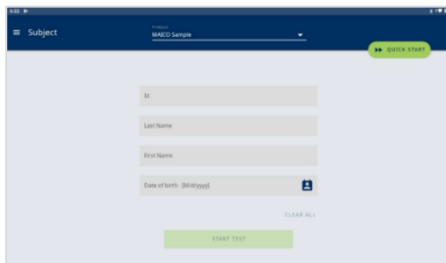 Subject
Protocol
MAICO Sample
QUICK START
Id
Last Name
First Name
Date of birth [M/d/yyyy]
CLEAR ALL
START TEST